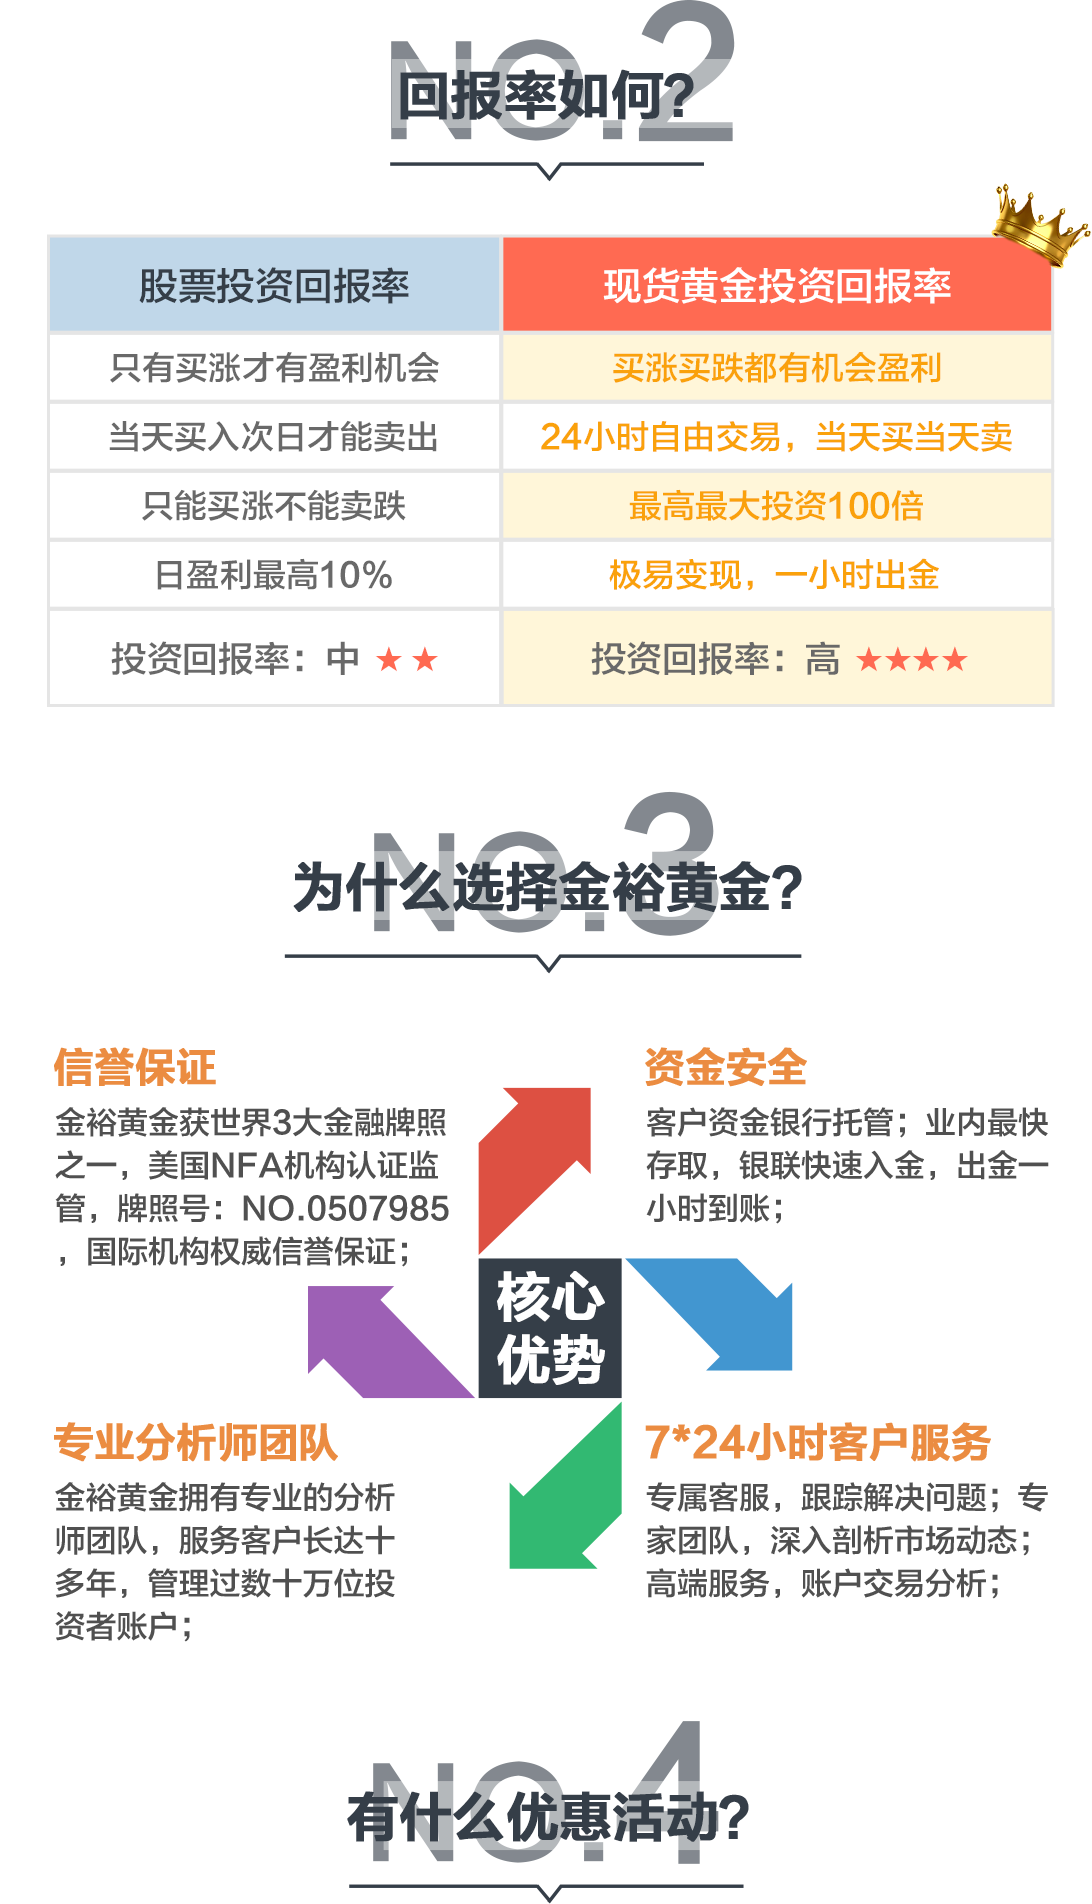 NO.2
回报率如何?
股票投资回报率
现货黄金投资回报率
只有买涨才有盈利机会
买涨买跌都有机会盈利
当天买入次日才能卖出
24小时自由交易，当天买当天卖
只能买涨不能卖跌
最高最大投资100倍
日盈利最高10%
极易变现，一小时出金
投资回报率：中 ★ ★
投资回报率：高 ★★★★
NO.3
为什么选择金裕黄金?
信誉保证
金裕黄金获世界3大金融牌照
之一，美国NFA机构认证监
管，牌照号：NO.0507985
，国际机构权威信誉保证；
资金安全
客户资金银行托管；业内最快
存取，银联快速入金，出金一
小时到账；
核心
优势
专业分析师团队
金裕黄金拥有专业的分析
师团队，服务客户长达十
多年，管理过数十万位投
资者账户；
7*24小时客户服务
专属客服，跟踪解决问题；专
家团队，深入剖析市场动态；
高端服务，账户交易分析；
NO.4
有什么优惠活动?